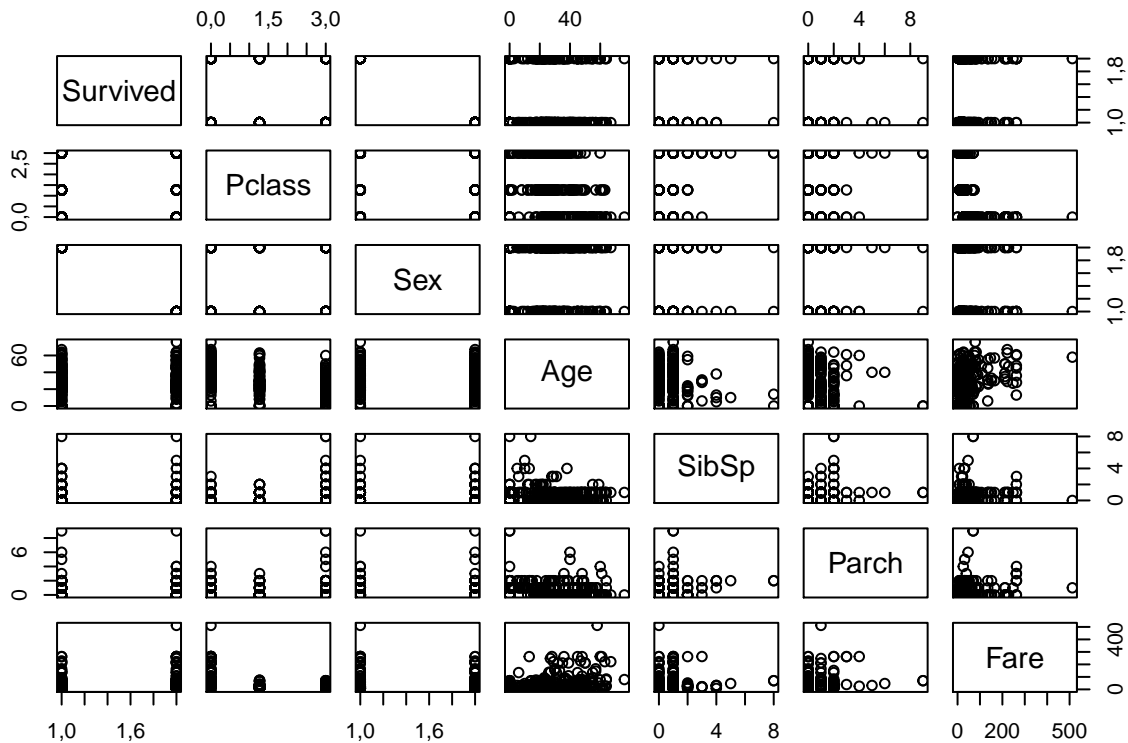 0,0 1,5 3,0 0 40 0 4 8
Survived 1,0 1,8
0,0 2,5 Pclass
Sex 1,0 1,8
0 60 Age
SibSp 0 4 8
0 6 Parch
Fare 0 400
1,0 1,6 1,0 1,6 0 4 8 0 200 500